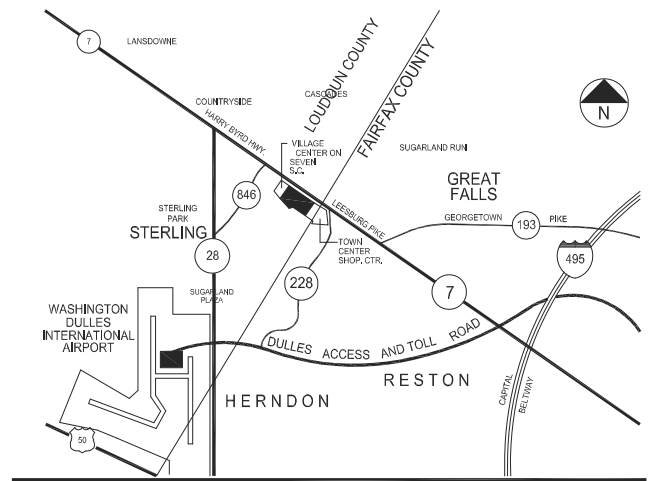 7
LANSDOWNE
LOUDOUN COUNTY
FAIRFAX COUNTY
COUNTRYSIDE
CASCADES
N
HARRY BYRD HWY.
VILLAGE
CENTER ON
SEVEN
S.C.
SUGARLAND RUN
GREAT
FALLS
846
LEESBURG PIKE
GEORGETOWN
193
PIKE
STERLING
PARK
STERLING
TOWN
CENTER
SHOP. CTR.
28
495
228
7
SUGARLAND
PLAZA
WASHINGTON
DULLES
INTERNATIONAL
AIRPORT
DULLES ACCESS AND TOLL ROAD
RESTON
HERNDON
CAPITAL
BELTWAY
50